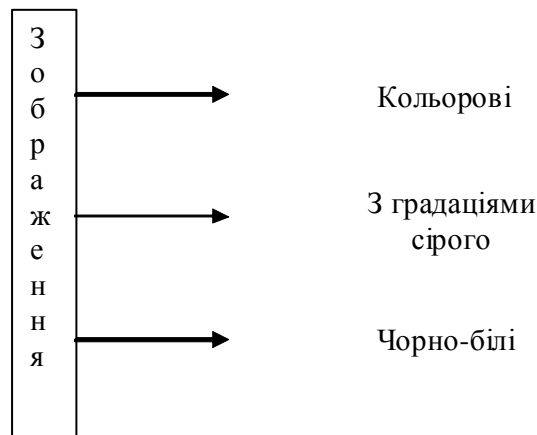 З
о
б
р
а
ж
е
н
н
я
Кольорові
З градаціями
сірого
Чорно-білі